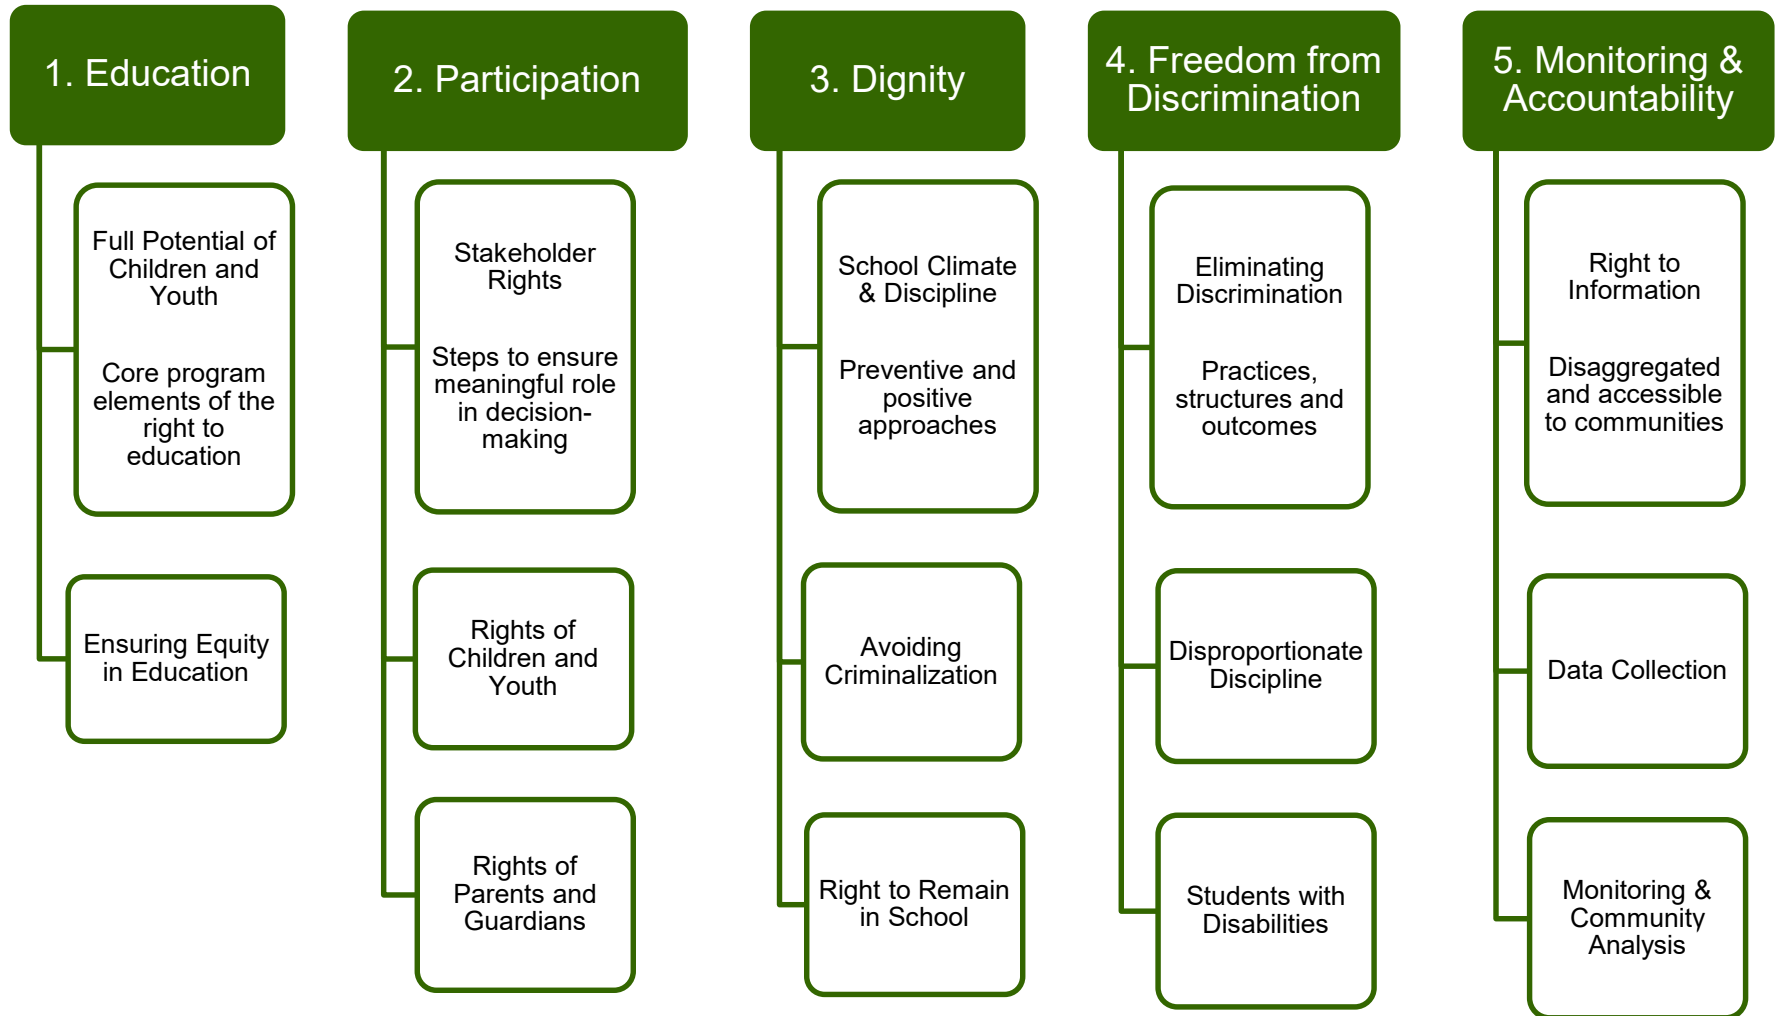 1. Education
Full Potential of
Children and
Youth
Core program
elements of the
right to
education
Ensuring Equity
in Education
2. Participation
Stakeholder
Rights
Steps to ensure
meaningful role
in decision-
making
Rights of
Children and
Youth
Rights of
Parents and
Guardians
3. Dignity
School Climate
& Discipline
Preventive and
positive
approaches
Avoiding
Criminalization
Right to Remain
in School
4. Freedom from
Discrimination
Eliminating
Discrimination
Practices,
structures and
outcomes
Disproportionate
Discipline
Students with
Disabilities
5. Monitoring &
Accountability
Right to
Information
Disaggregated
and accessible
to communities
Data Collection
Monitoring &
Community
Analysis